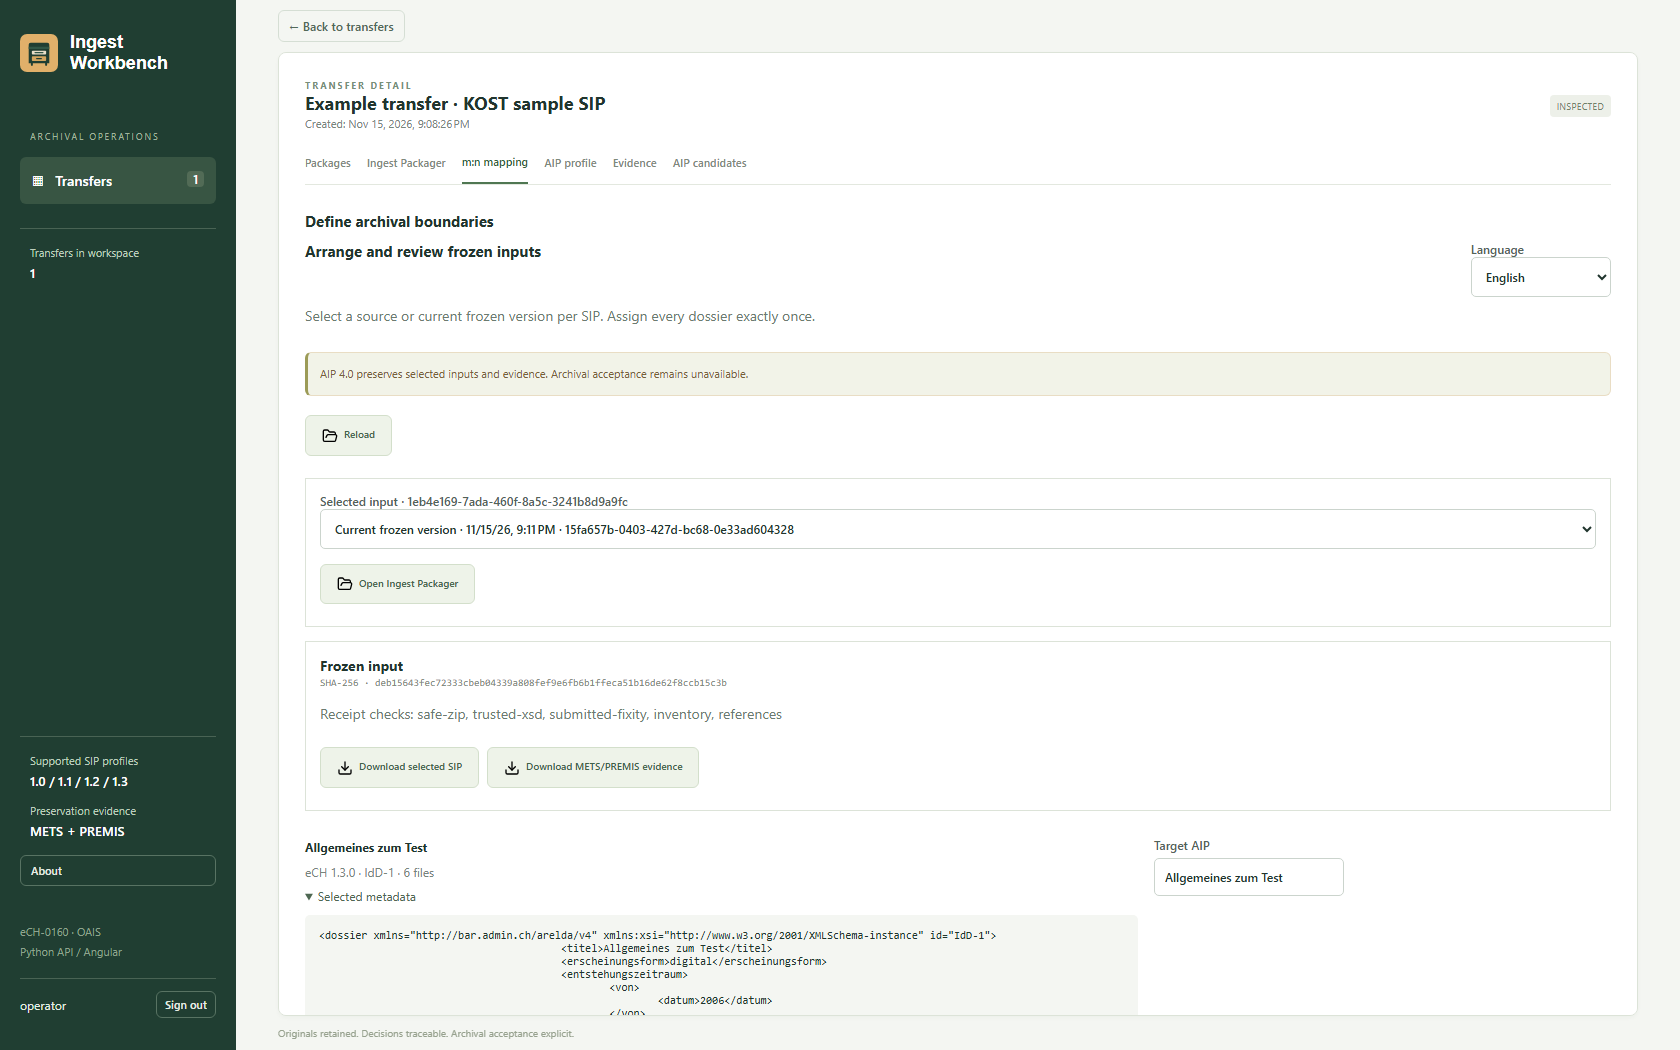 Ingest
Workbench
ARCHIVAL OPERATIONS
Transfers 1
Transfers in workspace
1
Supported SIP profiles
1.0 / 1.1 / 1.2 / 1.3
Preservation evidence
METS + PREMIS
About
eCH-0160 · OAIS
Python API / Angular
operator
Sign out
← Back to transfers
TRANSFER DETAIL
Example transfer · KOST sample SIP
Created: Nov 15, 2026, 9:08:26 PM
INSPECTED
Packages Ingest Packager m:n mapping AIP profile Evidence AIP candidates
Define archival boundaries
Arrange and review frozen inputs
Language
English
Select a source or current frozen version per SIP. Assign every dossier exactly once.
AIP 4.0 preserves selected inputs and evidence. Archival acceptance remains unavailable.
Reload
Selected input · 1eb4e169-7ada-460f-8a5c-3241b8d9a9fc
Current frozen version · 11/15/26, 9:11 PM · 15fa657b-0403-427d-bc68-0e33ad604328
Open Ingest Packager
Frozen input
SHA-256 · deb15643fec72333cbeb04339a808fef9e6fb6b1ffeca51b16de62f8ccb15c3b
Receipt checks: safe-zip, trusted-xsd, submitted-fixity, inventory, references
Download selected SIP
Download METS/PREMIS evidence
Allgemeines zum Test
eCH 1.3.0 · IdD-1 · 6 files
▼ Selected metadata
Target AIP
Allgemeines zum Test
<dossier xmlns="http://bar.admin.ch/arelda/v4" xmlns:xsi="http://www.w3.org/2001/XMLSchema-instance" id="IdD-1">
<titel>Allgemeines zum Test</titel>
<erscheinungsform>digital</erscheinungsform>
<entstehungszeitraum>
<von>
<datum>2006</datum>
</von>
Originals retained. Decisions traceable. Archival acceptance explicit.